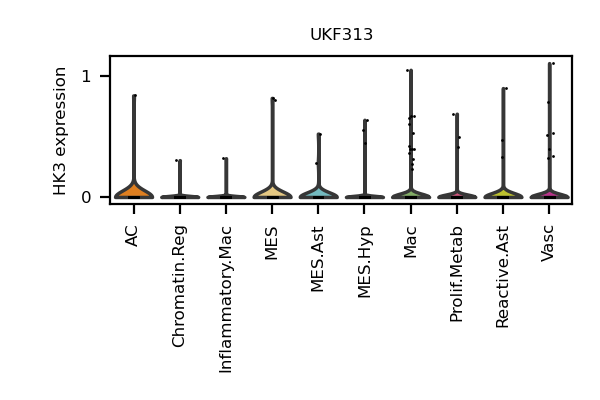 UKF313
HK3 expression
1
0
AC
Chromatin.Reg
Inflammatory.Mac
MES
MES.Ast
MES.Hyp
Mac
Prolif.Metab
Reactive.Ast
Vasc